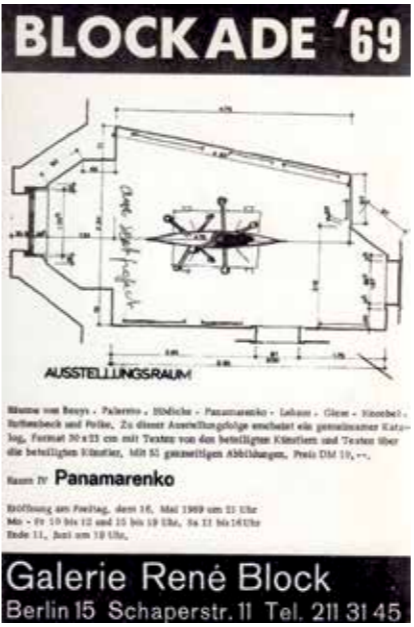 BLOCKADE '69
AUSSTELLUNGSRAUM
Räume von Beuys - Palermo - Hödicke - Panamarenko - Lohaus - Giese - Knoebel -
Ruthenbeck und Polke. Zu dieser Ausstellungsfolge erscheint ein gemeinsamer Kata-
log, Format 30 x 23 cm mit Texten von den beteiligten Künstlern und Texten über
die beteiligten Künstler, Mit 51 ganzseitigen Abbildungen, Preis DM 19,--.
Raum IV Panamarenko
Eröffnung am Freitag, dem 16, Mai 1969 um 21 Uhr
Mo - Fr 10 bis 12 und 15 bis 19 Uhr, Sa 11 bis 16 Uhr
Ende 11, Juni um 19 Uhr,
Galerie René Block
Berlin 15 Schaperstr. 11 Tel. 211 31 45